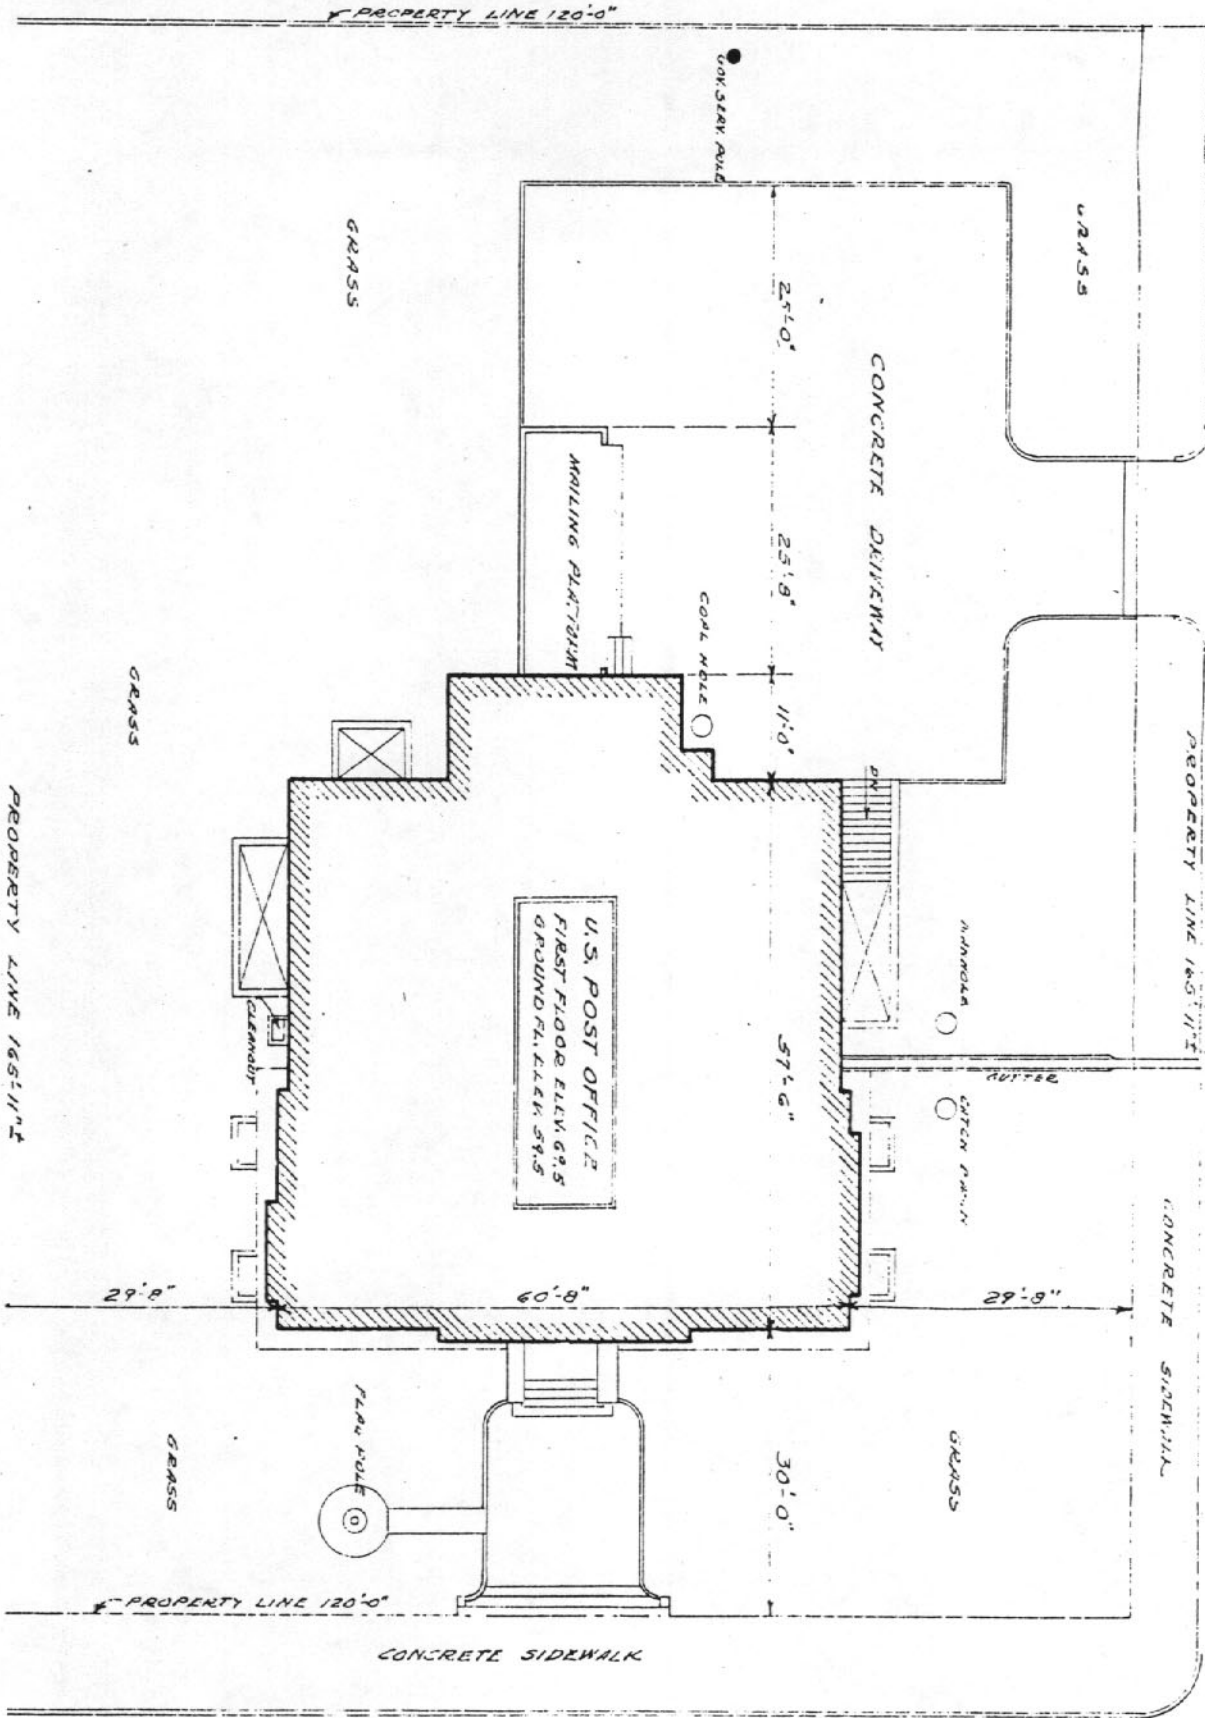 PROPERTY LINE 120'-0"
GOV. SERV. POLE
GRASS
GRASS
25'-0"
CONCRETE DRIVEWAY
MAILING PLATFORM
25'-8"
COAL HOLE
11'-0"
DN
GRASS
PROPERTY LINE 165'-11"±
PROPERTY LINE 165'-11"±
U.S. POST OFFICE
FIRST FLOOR ELEV. 69.5
GROUND FL. ELEV. 59.5
MANHOLE
CLEANOUT
57'-6"
GUTTER
CATCH BASIN
CONCRETE SIDEWALK
29'-8"
60'-8"
29'-8"
FLAG POLE
GRASS
30'-0"
GRASS
PROPERTY LINE 120'-0"
CONCRETE SIDEWALK